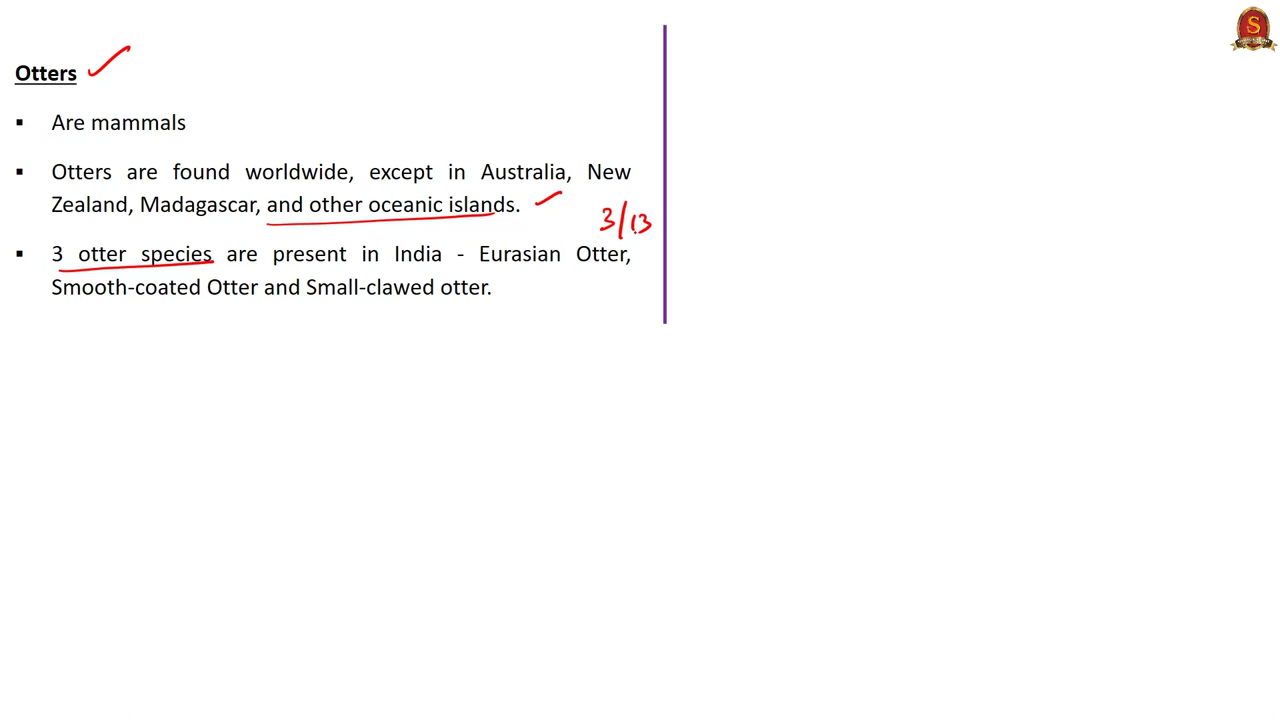 Otters
▪ Are mammals
▪ Otters are found worldwide, except in Australia, New
Zealand, Madagascar, and other oceanic islands.
3/13
▪ 3 otter species are present in India - Eurasian Otter,
Smooth-coated Otter and Small-clawed otter.
S